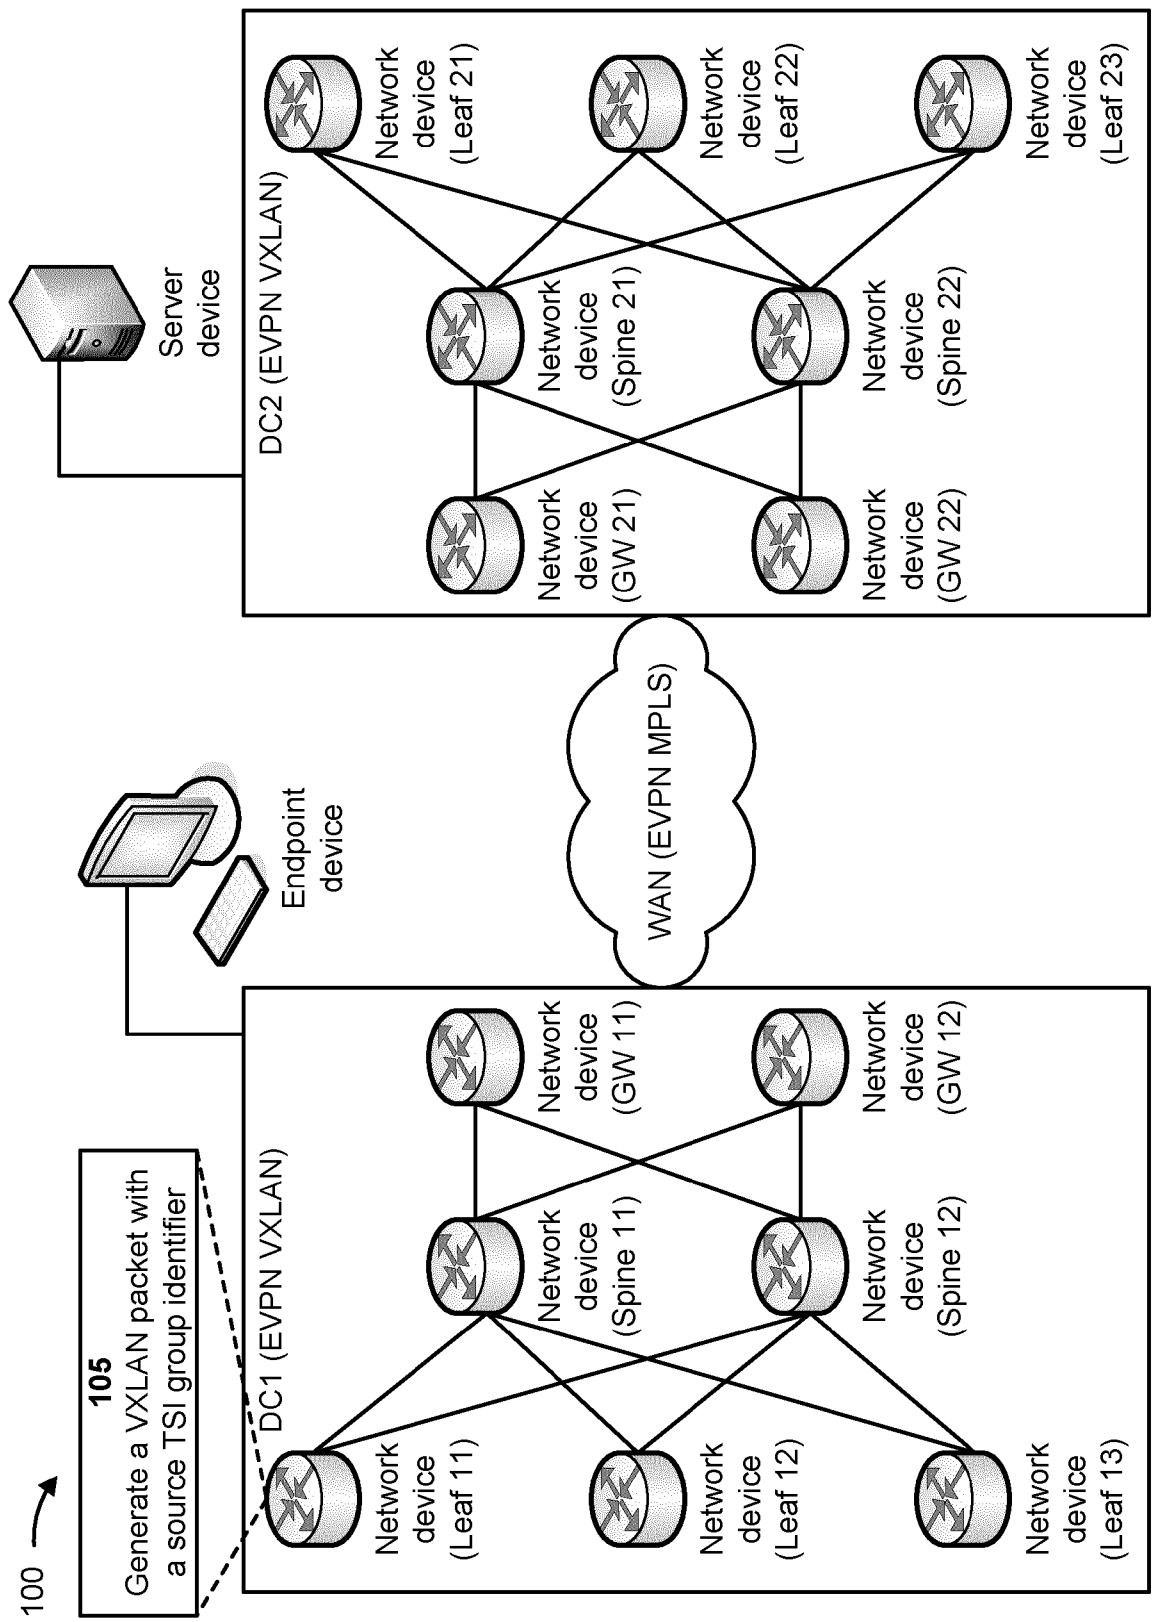 100
105
Generate a VXLAN packet with
a source TSI group identifier
Endpoint
device
Server
device
DC1 (EVPN VXLAN)
Network
device
(Leaf 11)
Network
device
(Leaf 12)
Network
device
(Leaf 13)
Network
device
(Spine 11)
Network
device
(Spine 12)
Network
device
(GW 11)
Network
device
(GW 12)
WAN (EVPN MPLS)
DC2 (EVPN VXLAN)
Network
device
(GW 21)
Network
device
(GW 22)
Network
device
(Spine 21)
Network
device
(Spine 22)
Network
device
(Leaf 21)
Network
device
(Leaf 22)
Network
device
(Leaf 23)